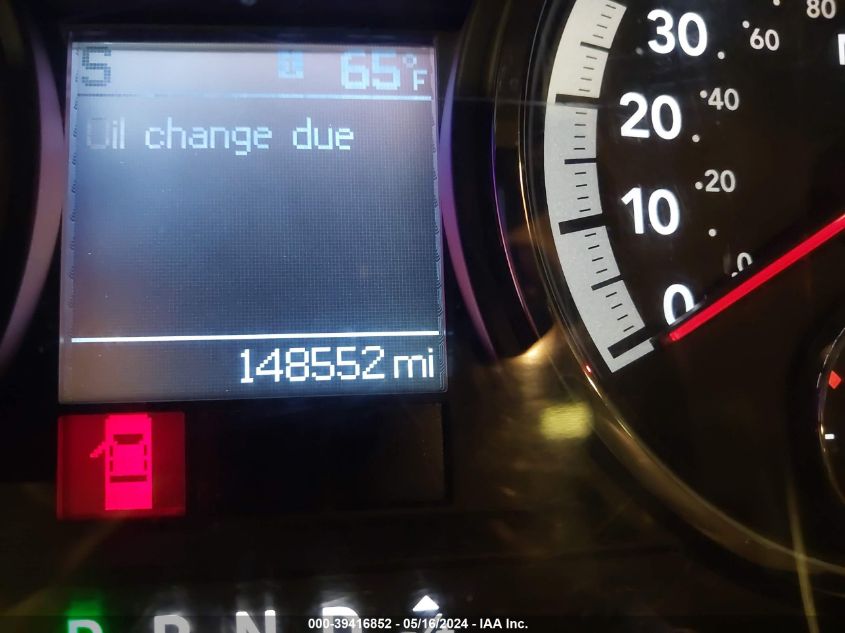 S 65°F
Oil change due
148552 mi
80
30 60
20 40
10 20
0 0
P R N D
000-39416852 - 05/16/2024 - IAA Inc.